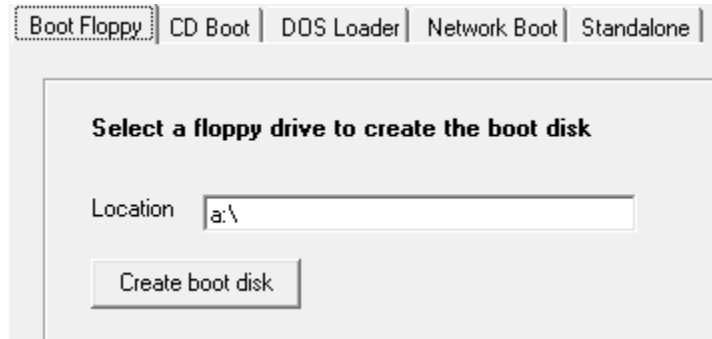 Boot Floppy CD Boot DOS Loader Network Boot Standalone
Select a floppy drive to create the boot disk
Location a:\
Create boot disk